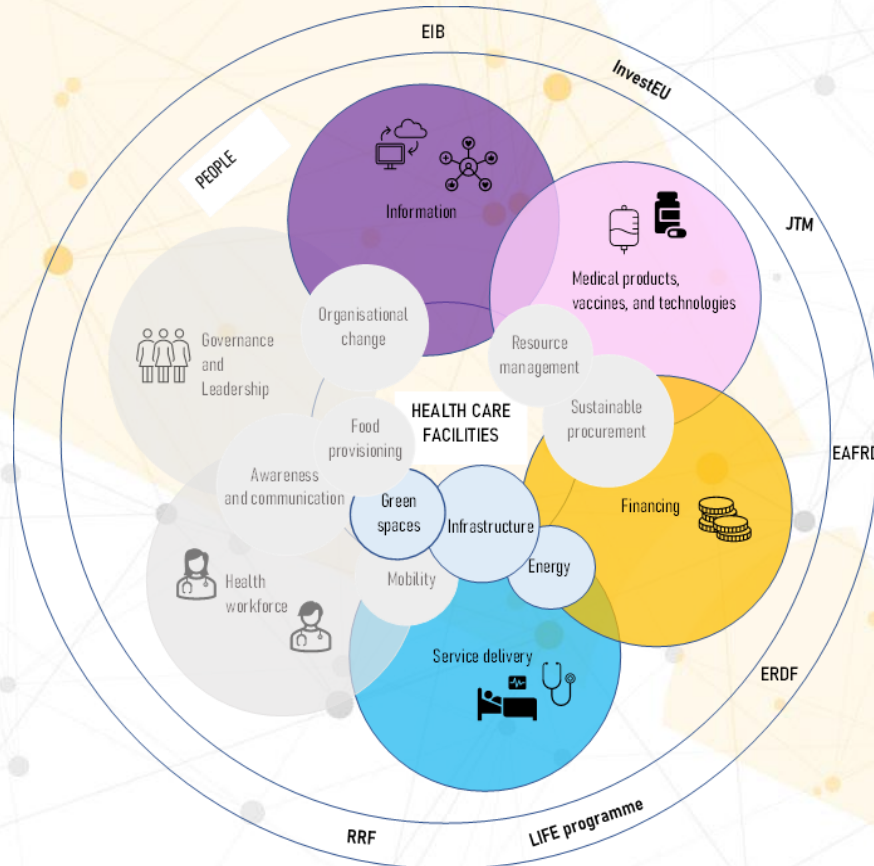 EIB
InvestEU
PEOPLE
JTM
Information
Medical products,
vaccines, and technologies
Organisational
change
Governance
and
Leadership
Resource
management
HEALTH CARE
FACILITIES
Sustainable
procurement
Food
provisioning
EAFRD
Awareness
and communication
Green
spaces
Infrastructure
Financing
Energy
Mobility
Health
workforce
Service delivery
ERDF
LIFE programme
RRF